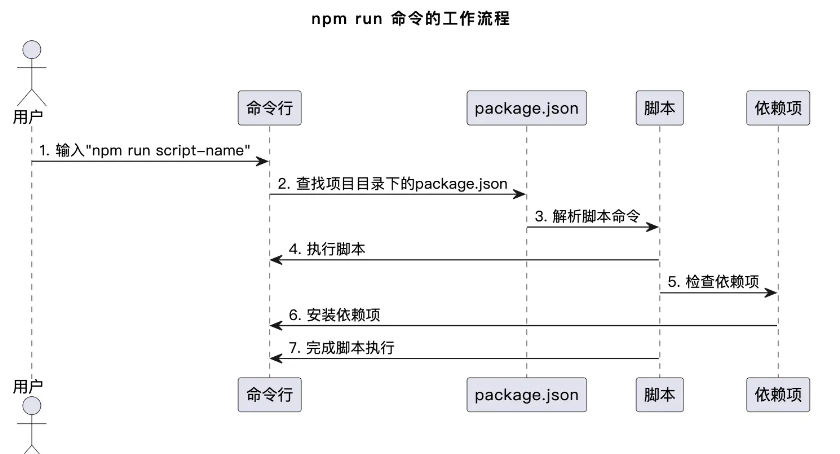 npm run 命令的工作流程
用户
命令行
package.json
脚本
依赖项
1. 输入"npm run script-name"
2. 查找项目目录下的package.json
3. 解析脚本命令
4. 执行脚本
5. 检查依赖项
6. 安装依赖项
7. 完成脚本执行
用户
命令行
package.json
脚本
依赖项